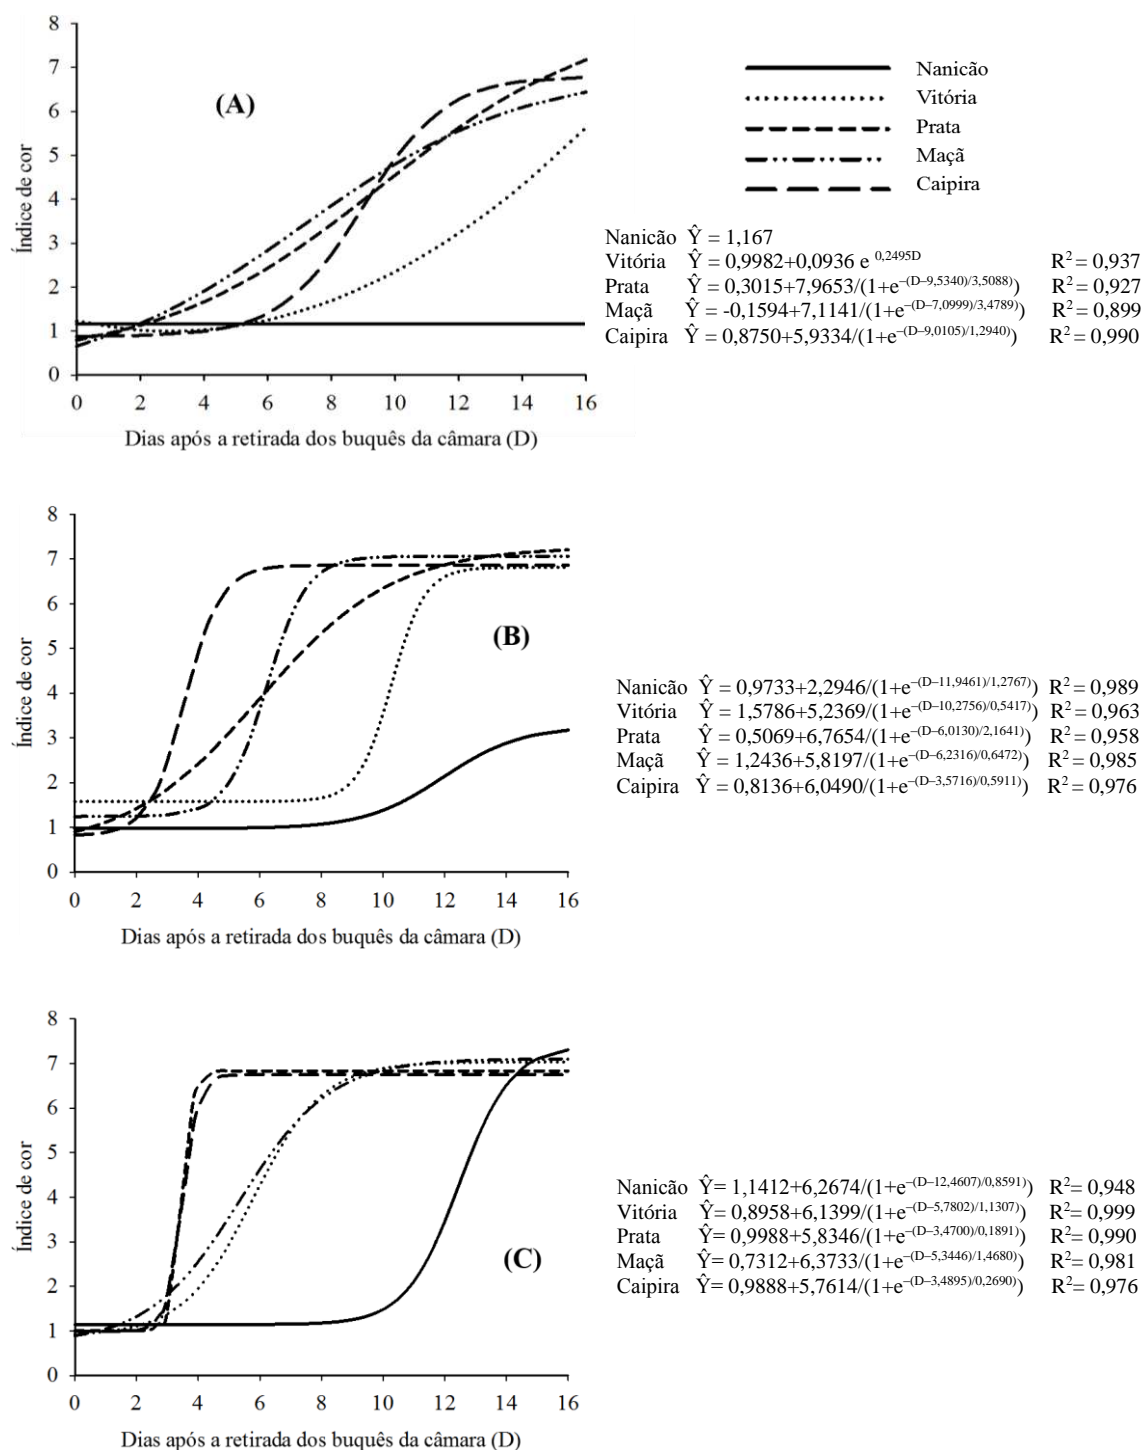 8
7
6
5
4
3
2
1
0
Índice de cor
(A)
0 2 4 6 8 10 12 14 16
Dias após a retirada dos buquês da câmara (D)
Nanicão
Vitória
Prata
Maçã
Caipira
Nanicão Ŷ = 1,167
Vitória Ŷ = 0,9982+0,0936 e 0,2495D R² = 0,937
Prata Ŷ = 0,3015+7,9653/(1+e–(D–9,5340)/3,5088) R² = 0,927
Maçã Ŷ = -0,1594+7,1141/(1+e–(D–7,0999)/3,4789) R² = 0,899
Caipira Ŷ = 0,8750+5,9334/(1+e–(D–9,0105)/1,2940) R² = 0,990
8
7
6
5
4
3
2
1
0
Índice de cor
(B)
0 2 4 6 8 10 12 14 16
Dias após a retirada dos buquês da câmara (D)
Nanicão Ŷ = 0,9733+2,2946/(1+e–(D–11,9461)/1,2767) R² = 0,989
Vitória Ŷ = 1,5786+5,2369/(1+e–(D–10,2756)/0,5417) R² = 0,963
Prata Ŷ = 0,5069+6,7654/(1+e–(D–6,0130)/2,1641) R² = 0,958
Maçã Ŷ = 1,2436+5,8197/(1+e–(D–6,2316)/0,6472) R² = 0,985
Caipira Ŷ = 0,8136+6,0490/(1+e–(D–3,5716)/0,5911) R² = 0,976
8
7
6
5
4
3
2
1
0
Índice de cor
(C)
0 2 4 6 8 10 12 14 16
Dias após a retirada dos buquês da câmara (D)
Nanicão Ŷ= 1,1412+6,2674/(1+e–(D–12,4607)/0,8591) R²= 0,948
Vitória Ŷ= 0,8958+6,1399/(1+e–(D–5,7802)/1,1307) R²= 0,999
Prata Ŷ= 0,9988+5,8346/(1+e–(D–3,4700)/0,1891) R²= 0,990
Maçã Ŷ= 0,7312+6,3733/(1+e–(D–5,3446)/1,4680) R²= 0,981
Caipira Ŷ= 0,9888+5,7614/(1+e–(D–3,4895)/0,2690) R²= 0,976